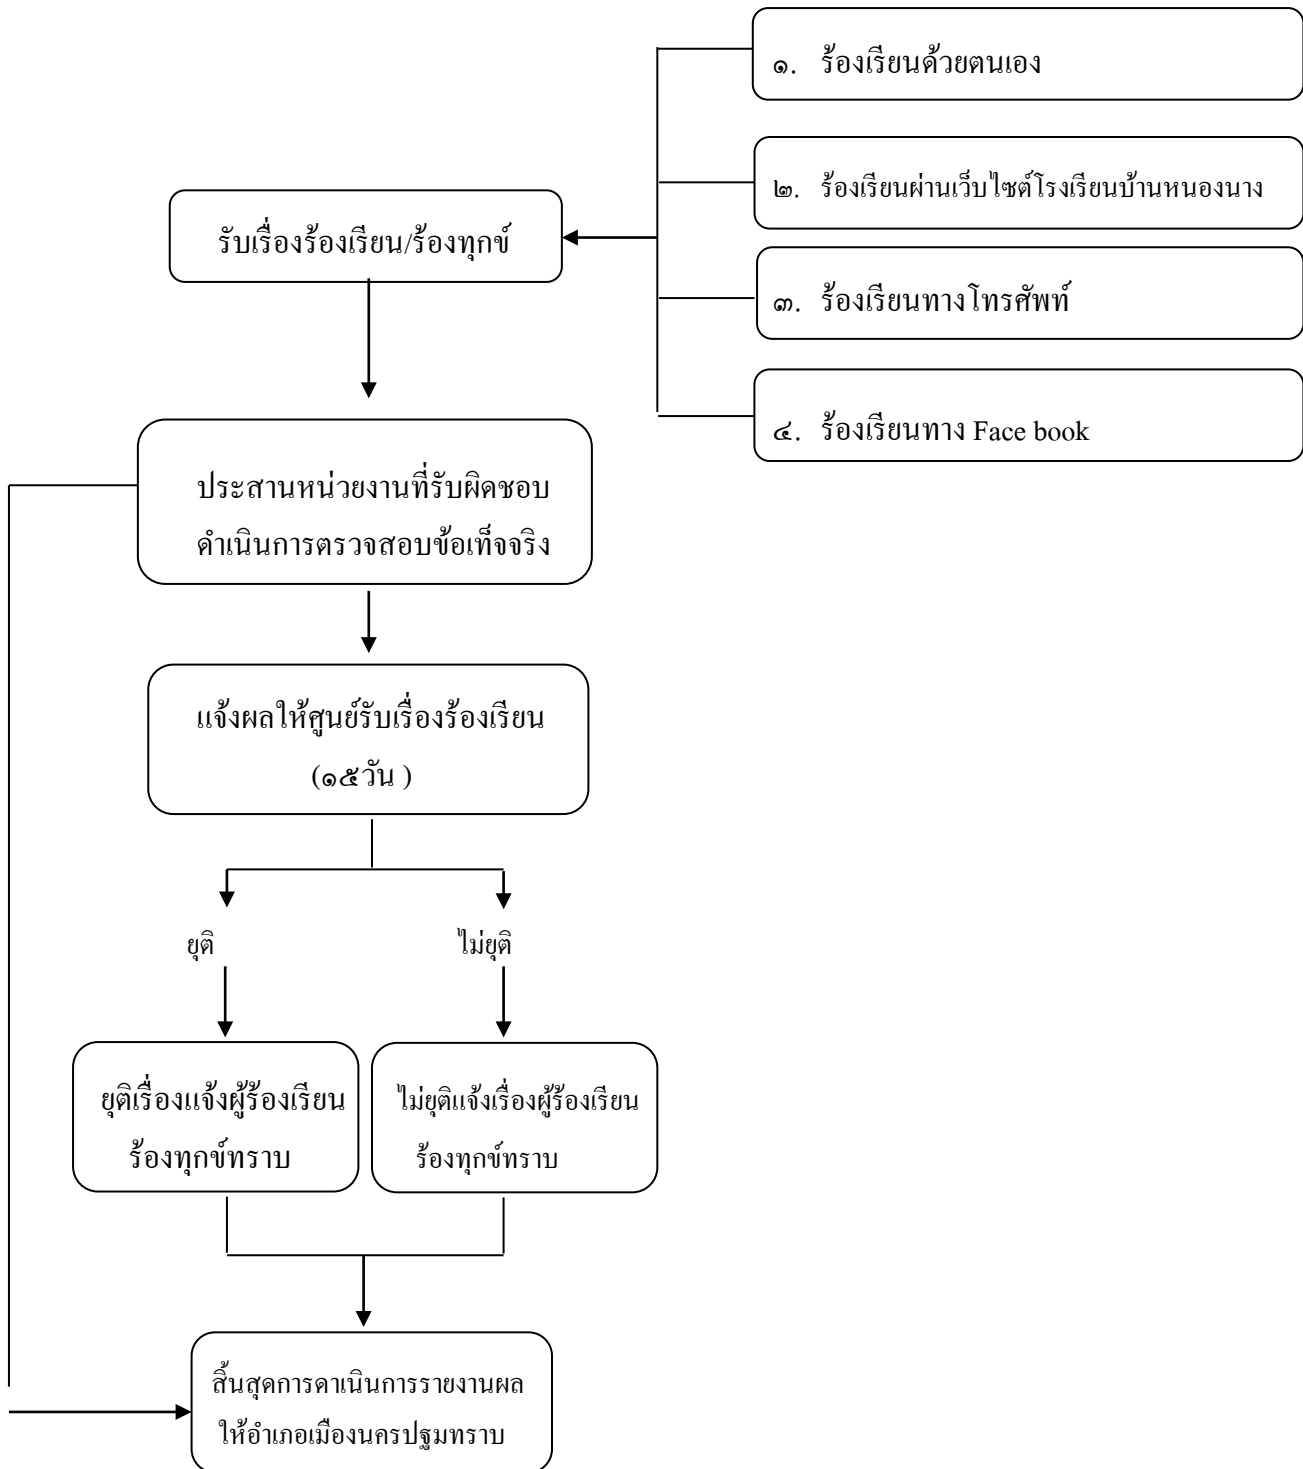 ๑. ร้องเรียนด้วยตนเอง
๒. ร้องเรียนผ่านเว็บไซต์โรงเรียนบ้านหนองนาง
รับเรื่องร้องเรียน/ร้องทุกข์
๓. ร้องเรียนทางโทรศัพท์
๔. ร้องเรียนทาง Face book
ประสานหน่วยงานที่รับผิดชอบ
ดำเนินการตรวจสอบข้อเท็จจริง
แจ้งผลให้ศูนย์รับเรื่องร้องเรียน
(๑๕วัน )
ยุติ
ไม่ยุติ
ยุติเรื่องแจ้งผู้ร้องเรียน
ร้องทุกข์ทราบ
ไม่ยุติแจ้งเรื่องผู้ร้องเรียน
ร้องทุกข์ทราบ
สิ้นสุดการดาเนินการรายงานผล
ให้อำเภอเมืองนครปฐมทราบ